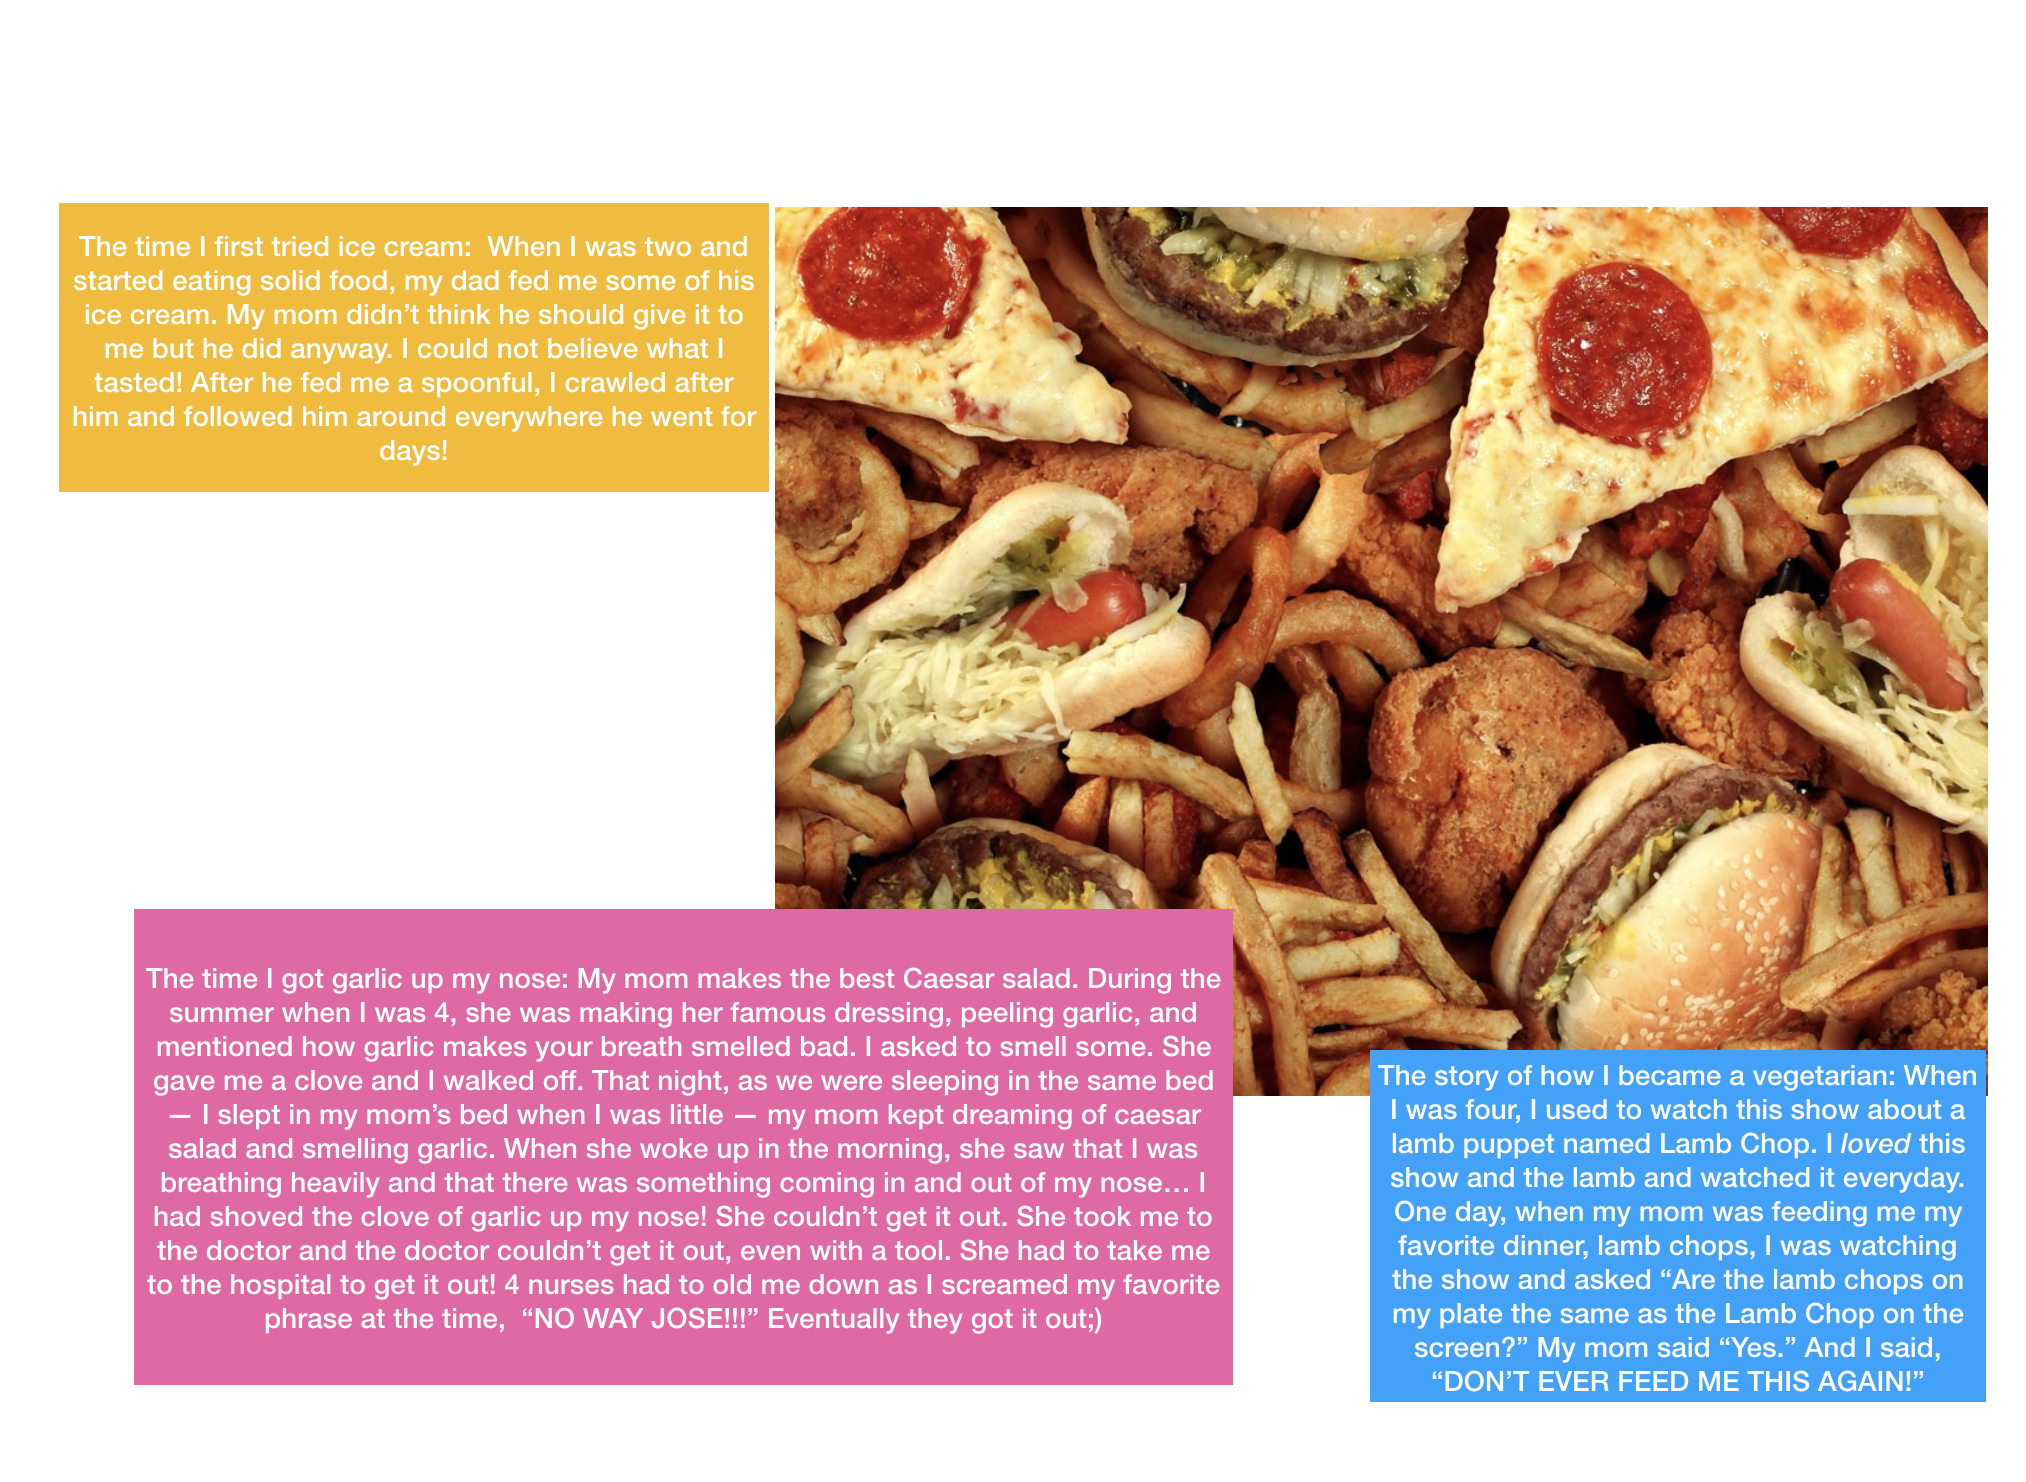 The time I first tried ice cream:  When I was two and
started eating solid food, my dad fed me some of his
ice cream. My mom didn’t think he should give it to
me but he did anyway. I could not believe what I
tasted! After he fed me a spoonful, I crawled after
him and followed him around everywhere he went for
days!
The time I got garlic up my nose: My mom makes the best Caesar salad. During the
summer when I was 4, she was making her famous dressing, peeling garlic, and
mentioned how garlic makes your breath smelled bad. I asked to smell some. She
gave me a clove and I walked off. That night, as we were sleeping in the same bed
— I slept in my mom’s bed when I was little — my mom kept dreaming of caesar
salad and smelling garlic. When she woke up in the morning, she saw that I was
breathing heavily and that there was something coming in and out of my nose… I
had shoved the clove of garlic up my nose! She couldn’t get it out. She took me to
the doctor and the doctor couldn’t get it out, even with a tool. She had to take me
to the hospital to get it out! 4 nurses had to old me down as I screamed my favorite
phrase at the time,  “NO WAY JOSE!!!” Eventually they got it out;)
The story of how I became a vegetarian: When
I was four, I used to watch this show about a
lamb puppet named Lamb Chop. I loved this
show and the lamb and watched it everyday.
One day, when my mom was feeding me my
favorite dinner, lamb chops, I was watching
the show and asked “Are the lamb chops on
my plate the same as the Lamb Chop on the
screen?” My mom said “Yes.” And I said,
“DON’T EVER FEED ME THIS AGAIN!”